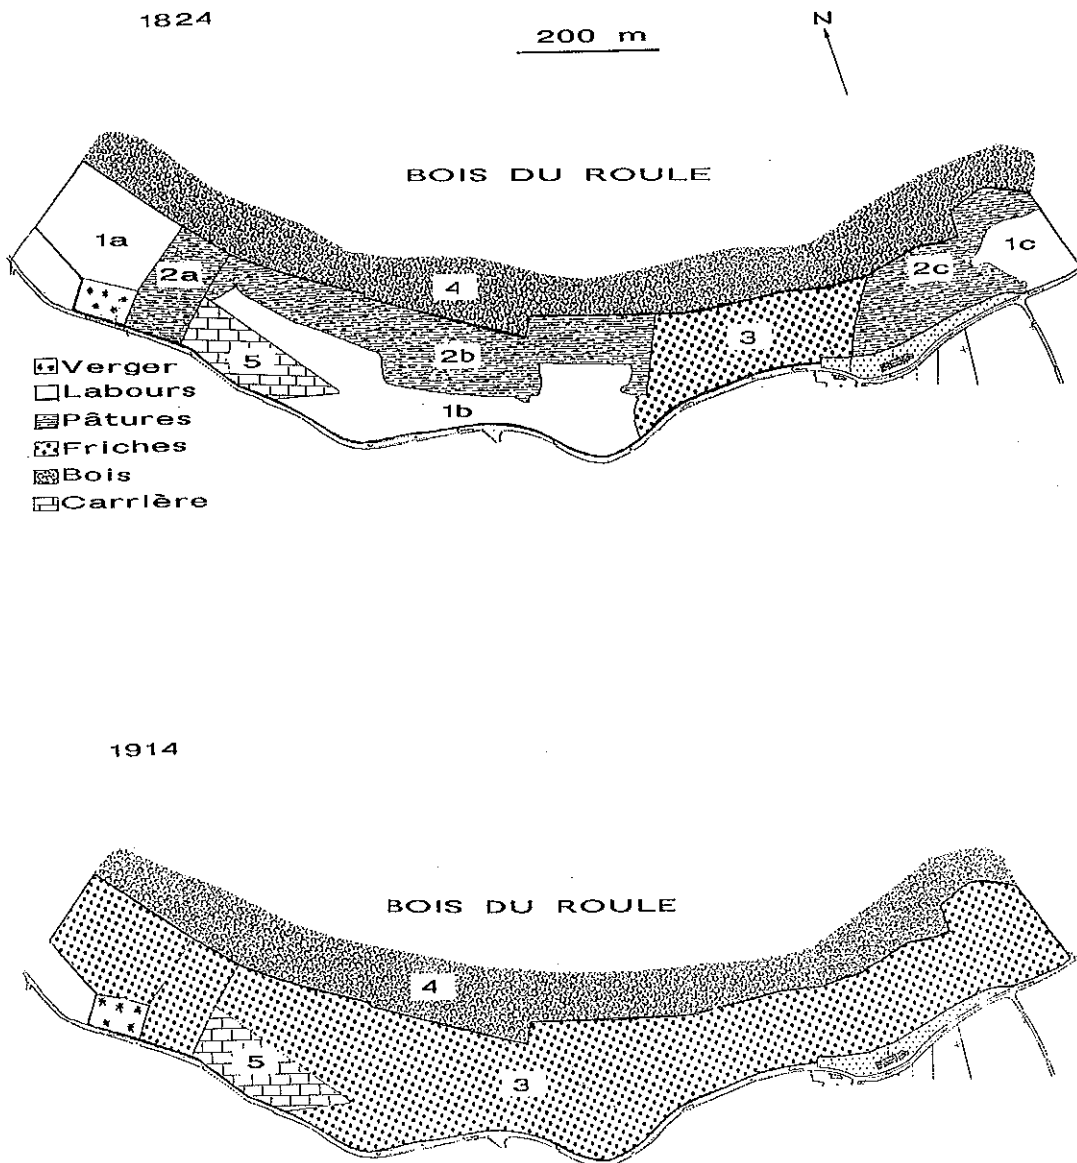 1824
200 m
N
BOIS DU ROULE
1a
1c
2a
2c
4
3
2b
5
1b
Verger
Labours
Pâtures
Friches
Bois
Carrière
1914
BOIS DU ROULE
4
5
3